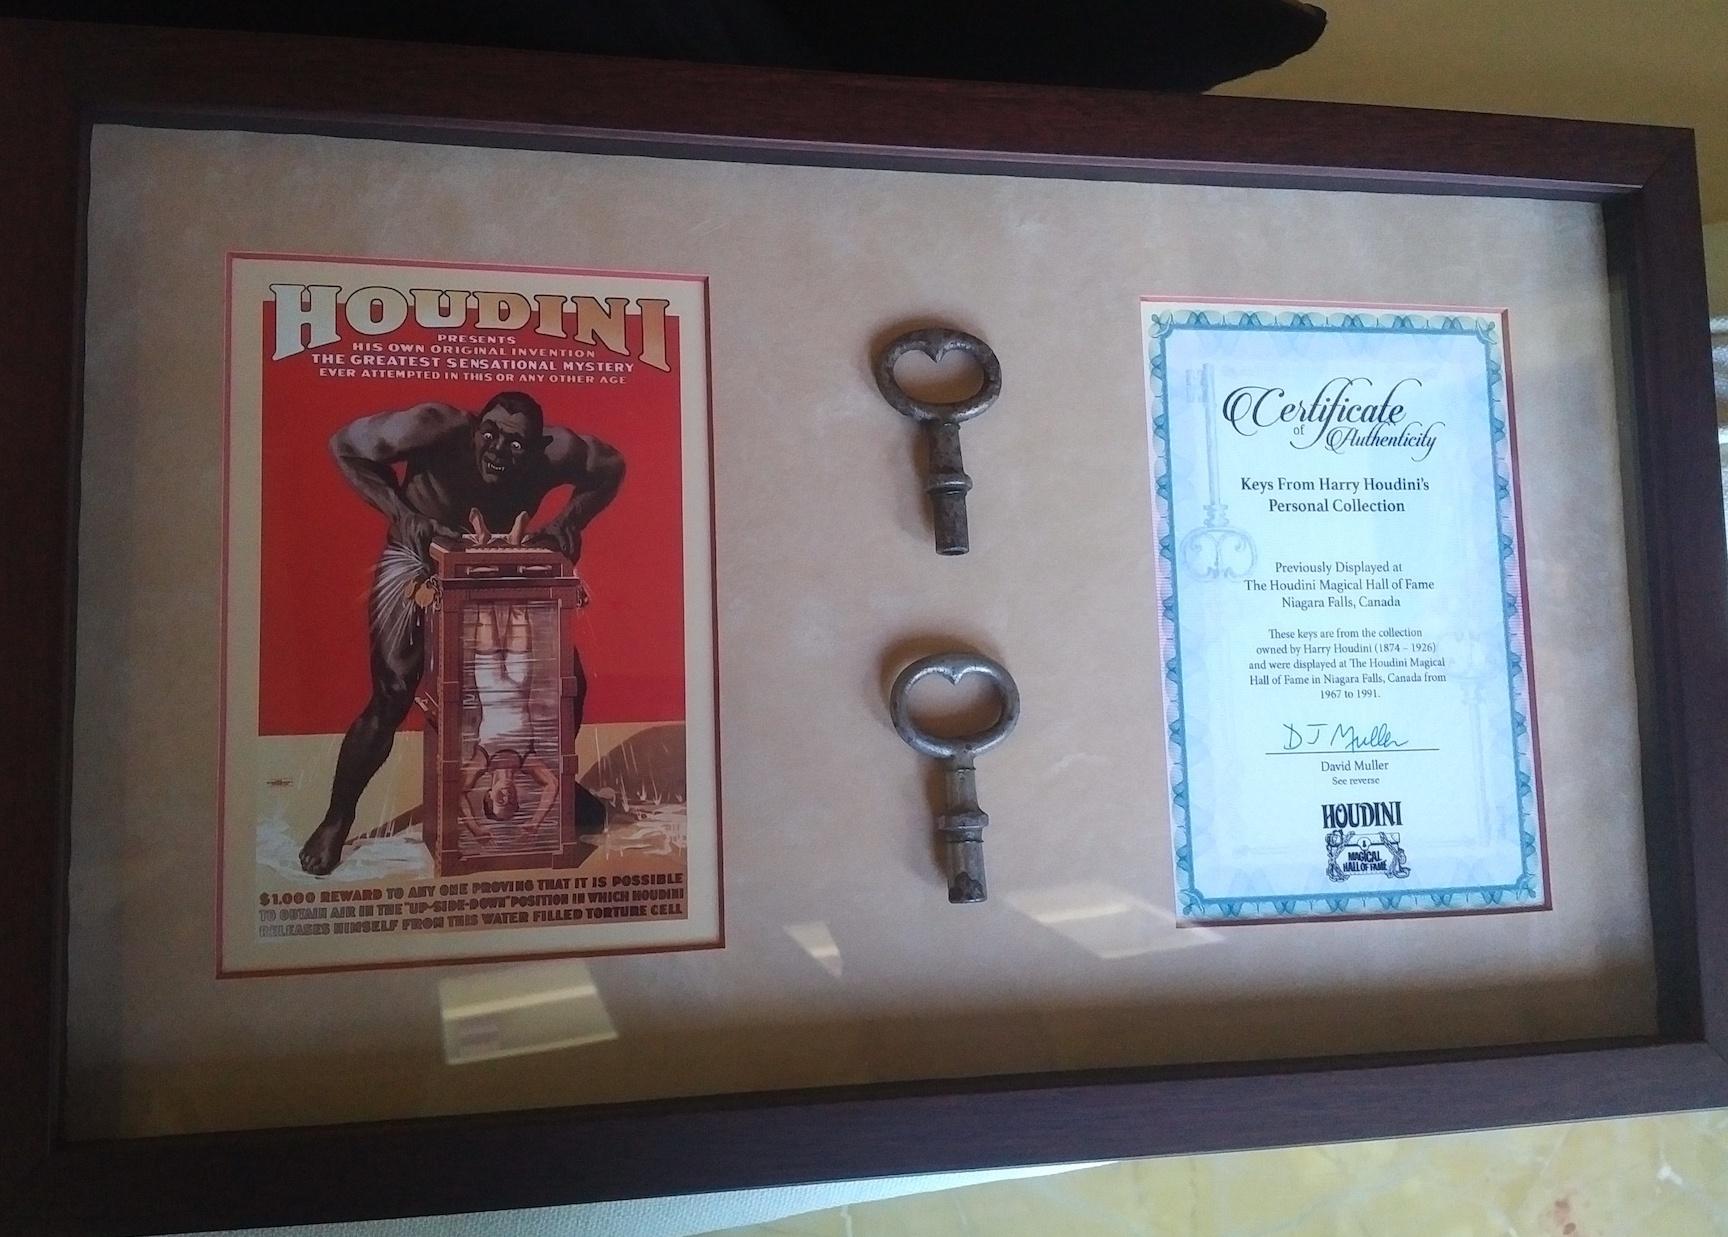 HOUDINI
PRESENTS
HIS OWN ORIGINAL INVENTION
THE GREATEST SENSATIONAL MYSTERY
EVER ATTEMPTED IN THIS OR ANY OTHER AGE
$1,000 REWARD TO ANY ONE PROVING THAT IT IS POSSIBLE
TO OBTAIN AIR IN THE "UP-SIDE-DOWN" POSITION IN WHICH HOUDINI
RELEASES HIMSELF FROM THIS WATER FILLED TORTURE CELL
Certificate
of Authenticity
Keys From Harry Houdini's
Personal Collection
Previously Displayed at
The Houdini Magical Hall of Fame
Niagara Falls, Canada
These keys are from the collection
owned by Harry Houdini (1874 – 1926)
and were displayed at The Houdini Magical
Hall of Fame in Niagara Falls, Canada from
1967 to 1991.
D J Muller
David Muller
See reverse
HOUDINI
MAGICAL
HALL OF FAME